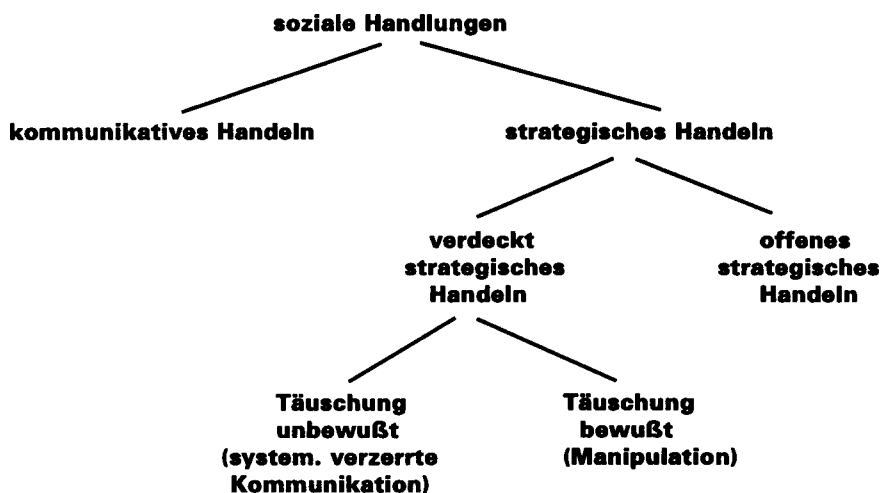 soziale Handlungen
kommunikatives Handeln
strategisches Handeln
verdeckt
strategisches
Handeln
offenes
strategisches
Handeln
Täuschung
unbewußt
(system. verzerrte
Kommunikation)
Täuschung
bewußt
(Manipulation)